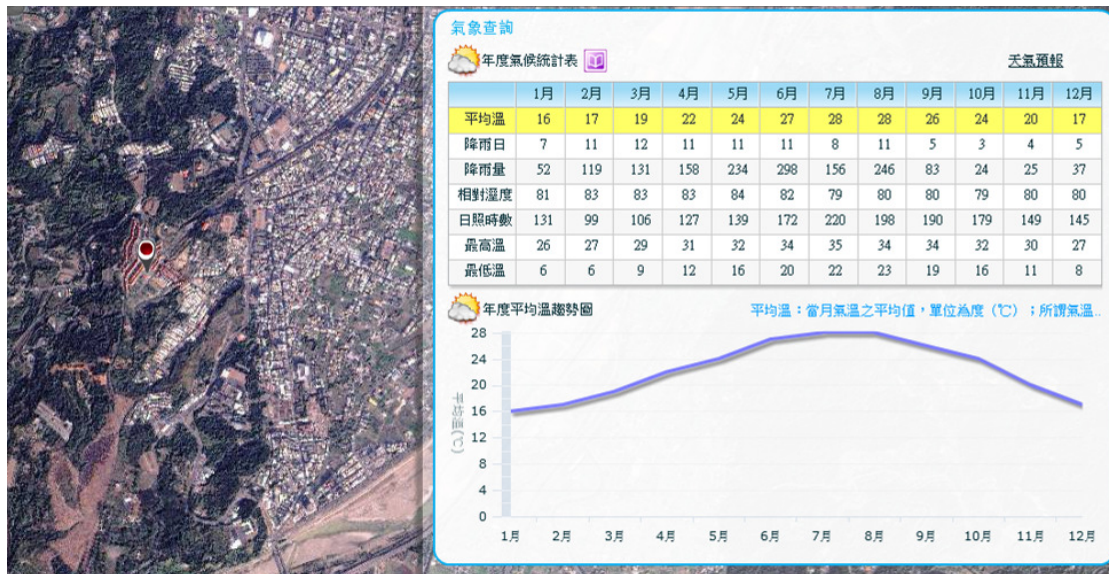 氣象查詢
年度氣候統計表
天氣預報
1月 2月 3月 4月 5月 6月 7月 8月 9月 10月 11月 12月
平均溫 16 17 19 22 24 27 28 28 26 24 20 17
降雨日 7 11 12 11 11 11 8 11 5 3 4 5
降雨量 52 119 131 158 234 298 156 246 83 24 25 37
相對溼度 81 83 83 83 84 82 79 80 80 79 80 80
日照時數 131 99 106 127 139 172 220 198 190 179 149 145
最高溫 26 27 29 31 32 34 35 34 34 32 30 27
最低溫 6 6 9 12 16 20 22 23 19 16 11 8
年度平均溫趨勢圖
平均溫：當月氣溫之平均值，單位為度（℃）；所謂氣溫..
28
24
20
16
12
8
4
0
平均溫(℃)
1月 2月 3月 4月 5月 6月 7月 8月 9月 10月 11月 12月